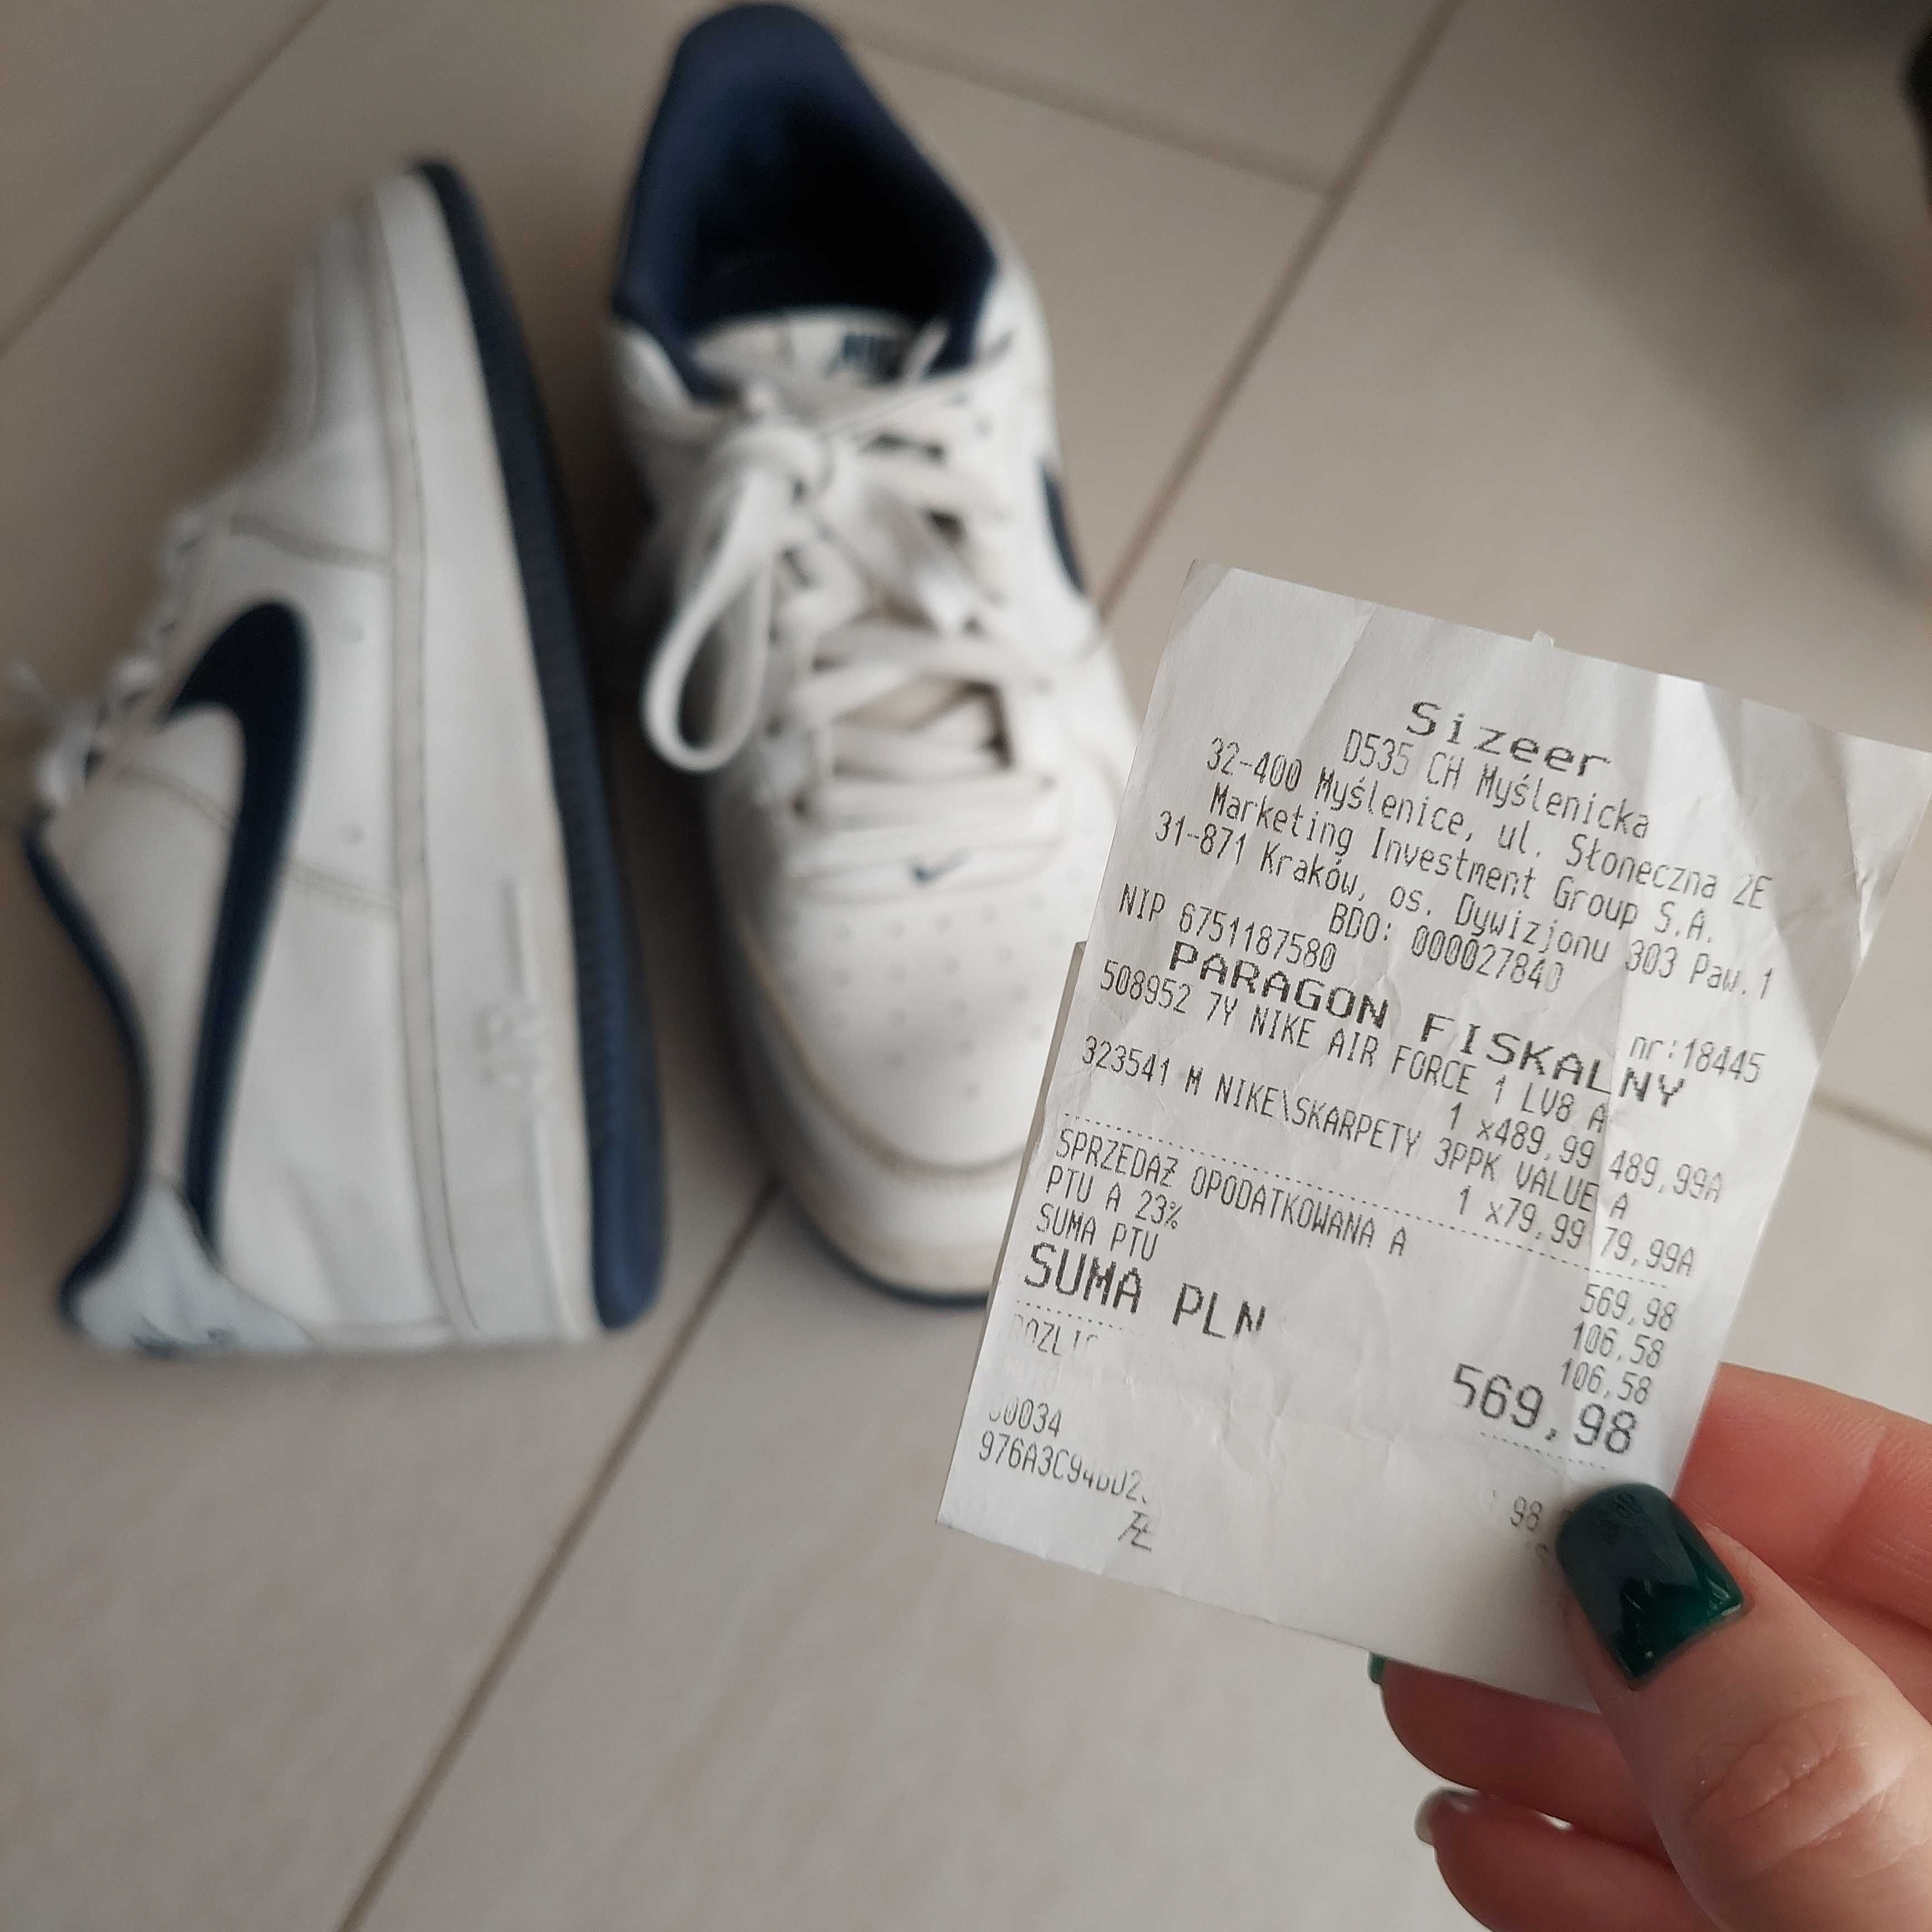 Sizeer
D535 CH Myślenicka
32-400 Myślenice, ul. Słoneczna 2E
Marketing Investment Group S.A.
31-871 Kraków, os. Dywizjonu 303 Paw.1
BDO: 000027840
NIP 6751187580
nr:18445
PARAGON FISKALNY
508952 7Y NIKE AIR FORCE 1 LV8 A
1 x489,99 489,99A
323541 M NIKE\SKARPETY 3PPK VALUE A
1 x79,99 79,99A
SPRZEDAŻ OPODATKOWANA A 569,98
PTU A 23% 106,58
SUMA PTU 106,58
SUMA PLN 569,98
98
AIR